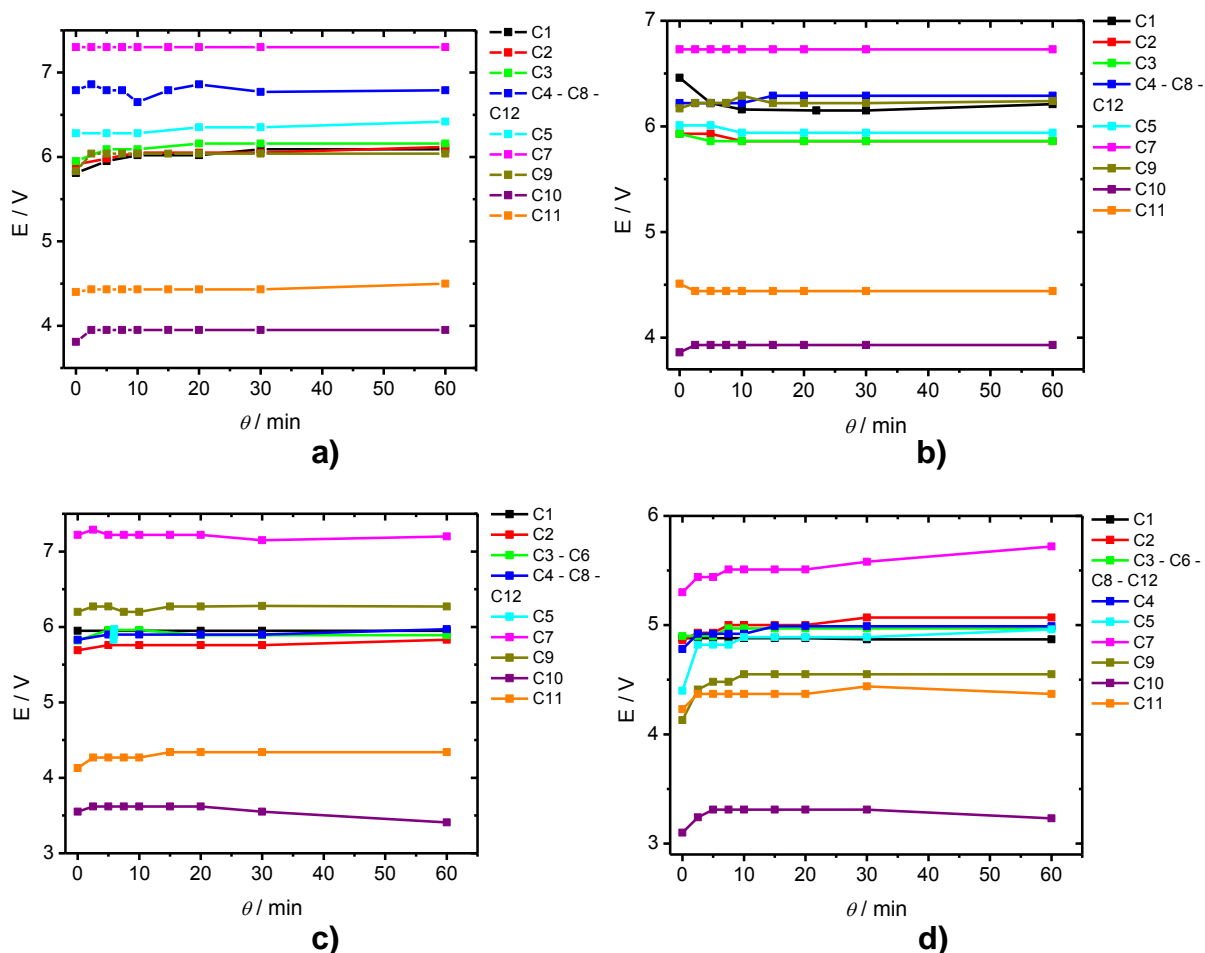 7
6
5
4
E / V
0
10
20
30
40
50
60
θ / min
a)
C1
C2
C3
C4 - C8 -
C12
C5
C7
C9
C10
C11
7
6
5
4
E / V
0
10
20
30
40
50
60
θ / min
b)
C1
C2
C3
C4 - C8 -
C12
C5
C7
C9
C10
C11
7
6
5
4
3
E / V
0
10
20
30
40
50
60
θ / min
c)
C1
C2
C3 - C6
C4 - C8 -
C12
C5
C7
C9
C10
C11
6
5
4
3
E / V
0
10
20
30
40
50
60
θ / min
d)
C1
C2
C3 - C6 -
C8 - C12
C4
C5
C7
C9
C10
C11